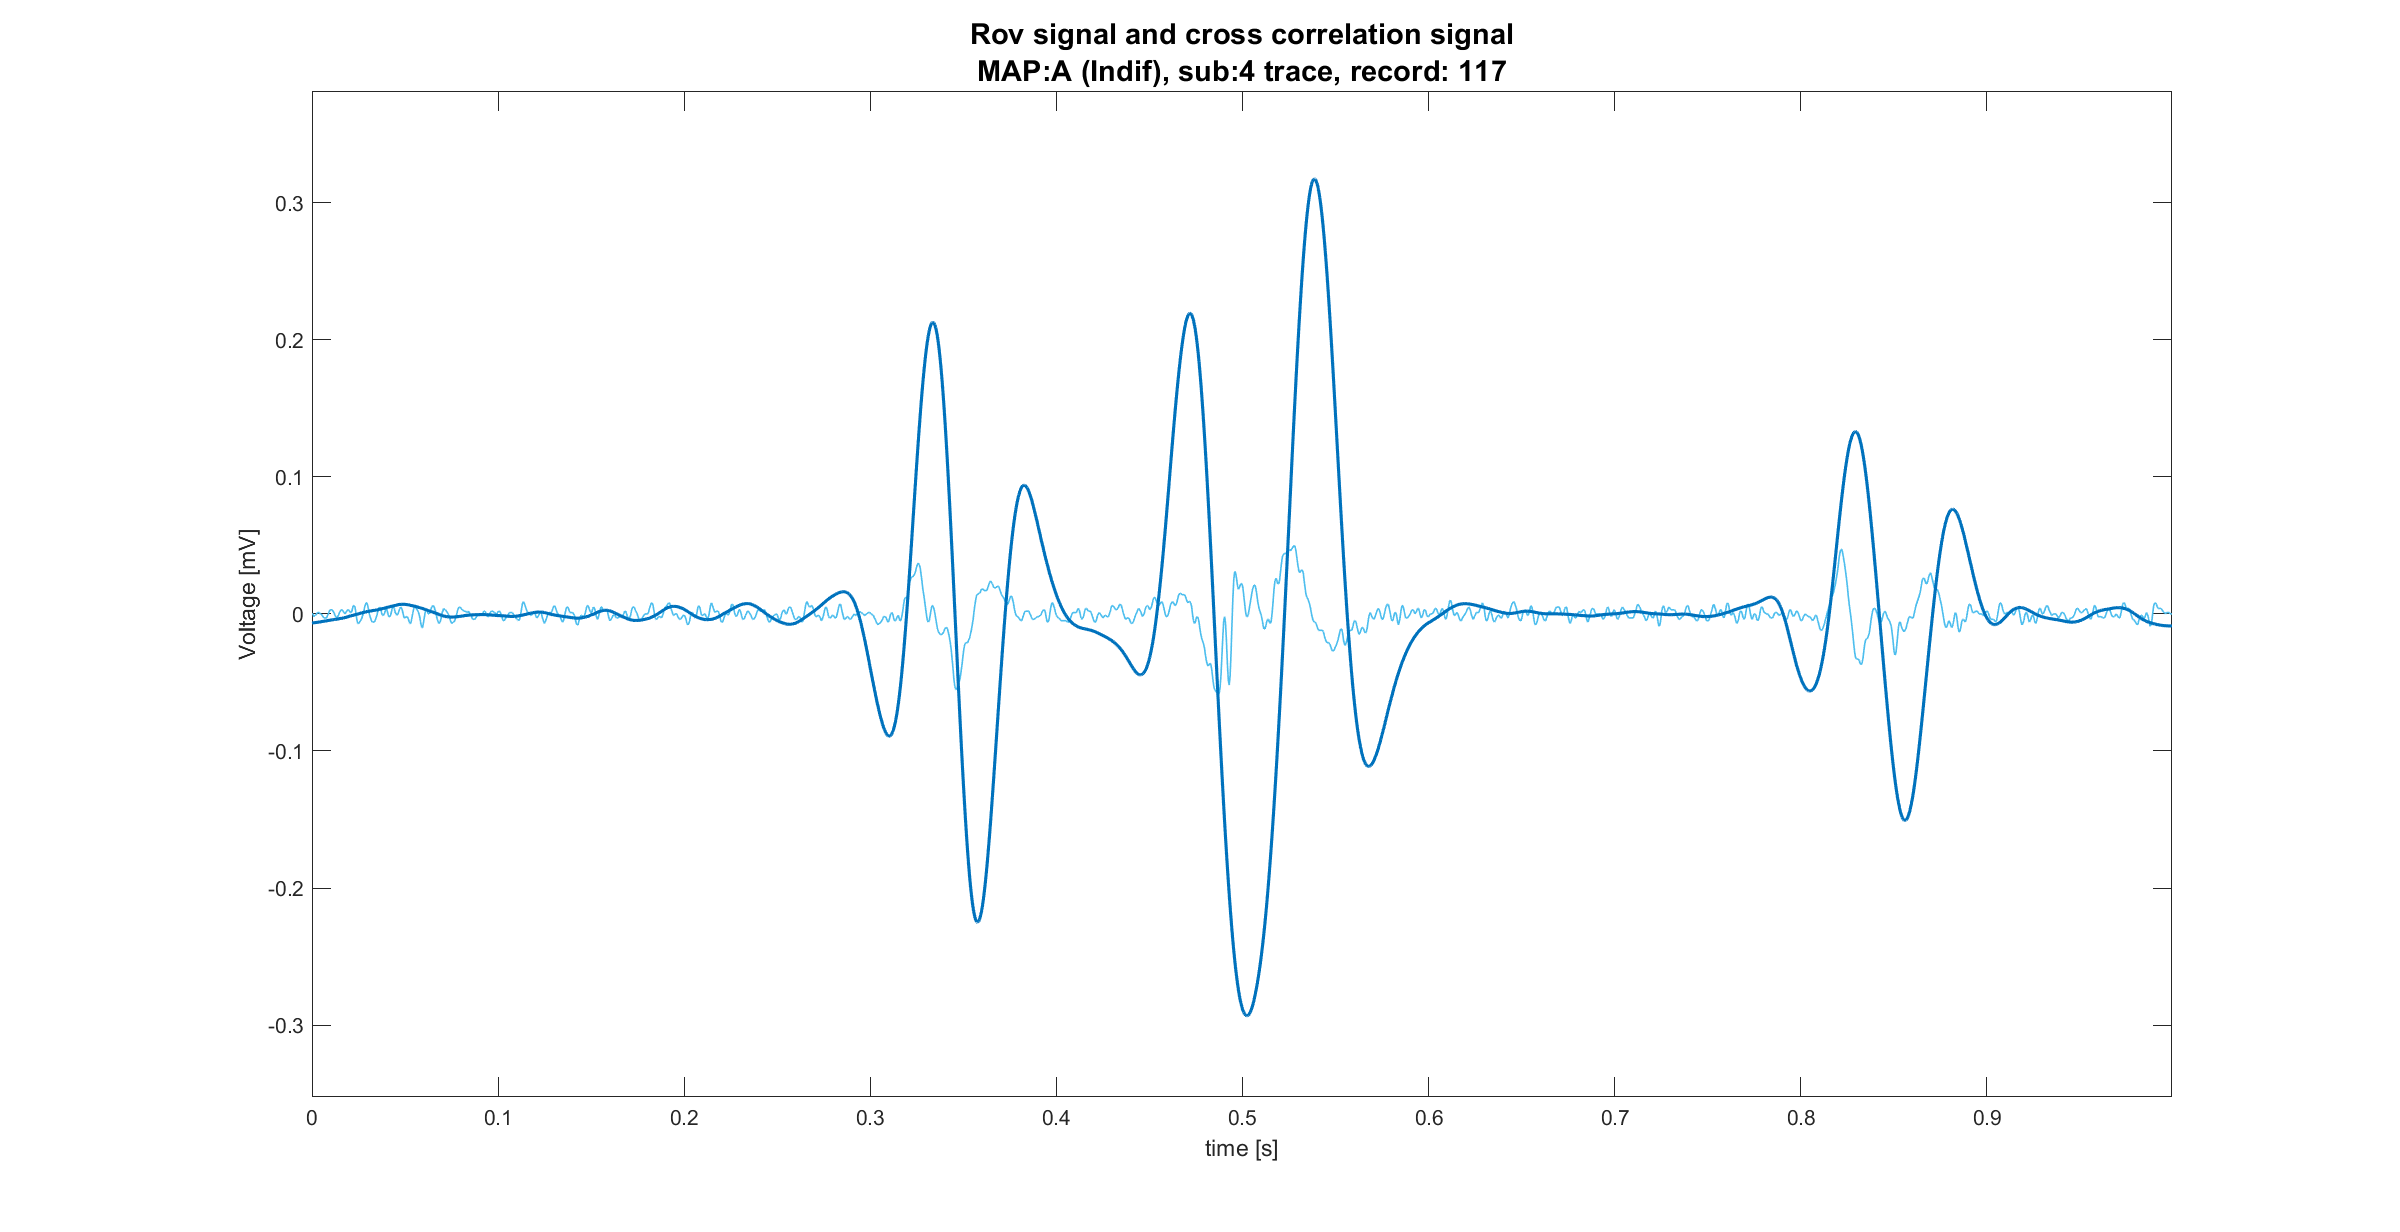 Rov signal and cross correlation signal
MAP:A (Indif), sub:4 trace, record: 117
Voltage [mV]
0.3
0.2
0.1
0
-0.1
-0.2
-0.3
0 0.1 0.2 0.3 0.4 0.5 0.6 0.7 0.8 0.9
time [s]